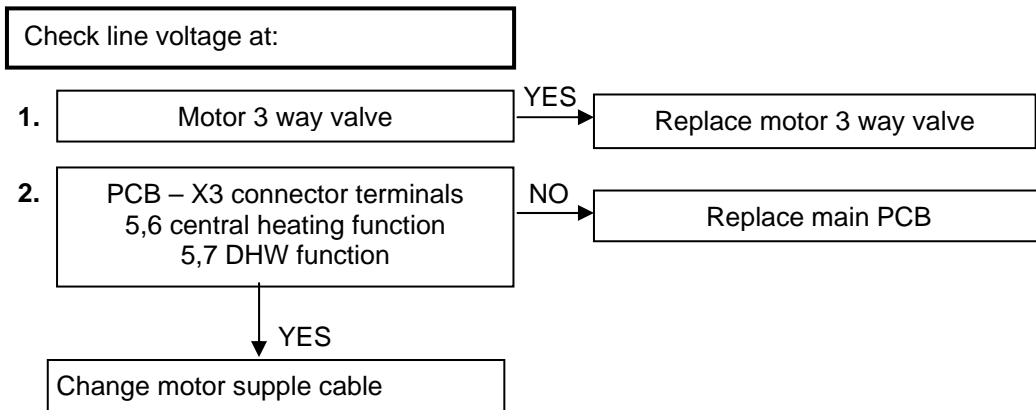 Check line voltage at:
1. Motor 3 way valve YES Replace motor 3 way valve
2. PCB – X3 connector terminals NO Replace main PCB
5,6 central heating function
5,7 DHW function
YES
Change motor supple cable